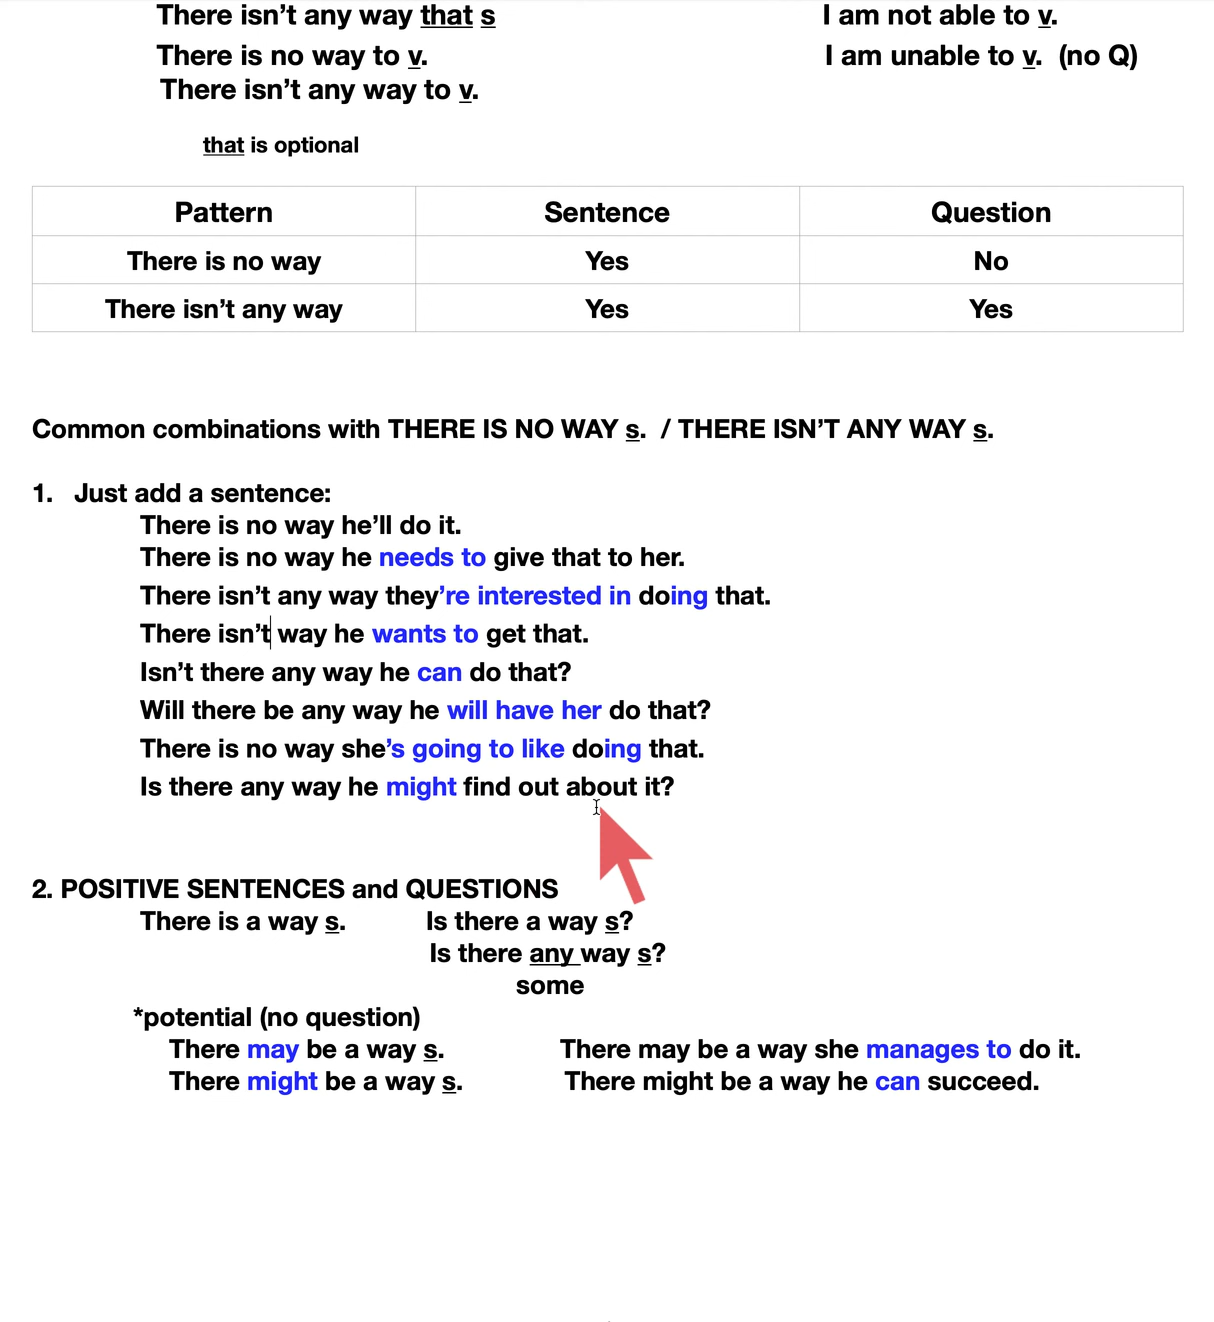 There isn't any way that s I am not able to v.
There is no way to v. I am unable to v. (no Q)
There isn't any way to v.
that is optional
Pattern Sentence Question
There is no way Yes No
There isn't any way Yes Yes
Common combinations with THERE IS NO WAY s. / THERE ISN'T ANY WAY s.
1. Just add a sentence:
There is no way he'll do it.
There is no way he needs to give that to her.
There isn't any way they're interested in doing that.
There isn't way he wants to get that.
Isn't there any way he can do that?
Will there be any way he will have her do that?
There is no way she's going to like doing that.
Is there any way he might find out about it?
2. POSITIVE SENTENCES and QUESTIONS
There is a way s. Is there a way s?
Is there any way s?
some
*potential (no question)
There may be a way s. There may be a way she manages to do it.
There might be a way s. There might be a way he can succeed.